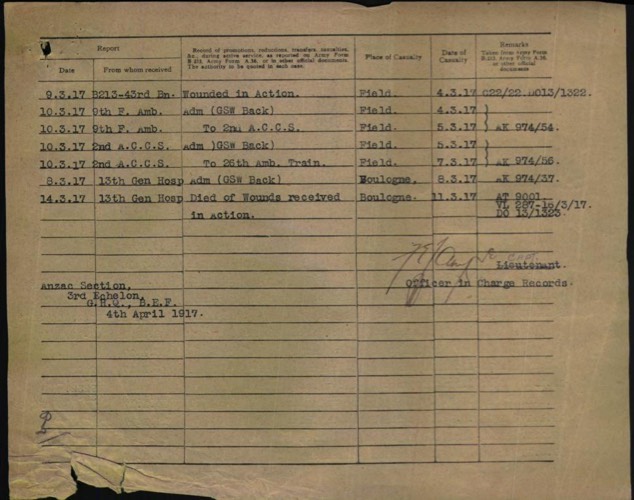 Report
Record of promotions, reductions, transfers, casualties, &c., during active service, as reported on Army Form B.213, Army Form A.36, or in other official documents. The authority to be quoted in each case.
Place of Casualty
Date of Casualty
Remarks
Taken from Army Form B.213, Army Form A.36, or other official documents
Date From whom received
9.3.17 B213-43rd Bn. Wounded in Action. Field. 4.3.17 C22/22.DO13/1322.
10.3.17 9th F. Amb. Adm (GSW Back) Field. 4.3.17
10.3.17 9th F. Amb. To 2nd A.C.C.S. Field. 5.3.17 AK 974/54.
10.3.17 2nd A.C.C.S. Adm )GSW Back) Field. 5.3.17
10.3.17 2nd A.C.C.S. To 26th Amb. Train. Field. 7.3.17 AK 974/56.
8.3.17 13th Gen Hosp Adm (GSW Back) Boulogne. 8.3.17 AK 974/37.
14.3.17 13th Gen Hosp Died of Wounds received Boulogne. 11.3.17 AT 9001
VL 287-15/3/17.
in Action. DO 13/1323.
Lieutenant.
Anzac Section, Officer in Charge Records.
3rd Echelon,
G.H.Q., B.E.F.
4th April 1917.